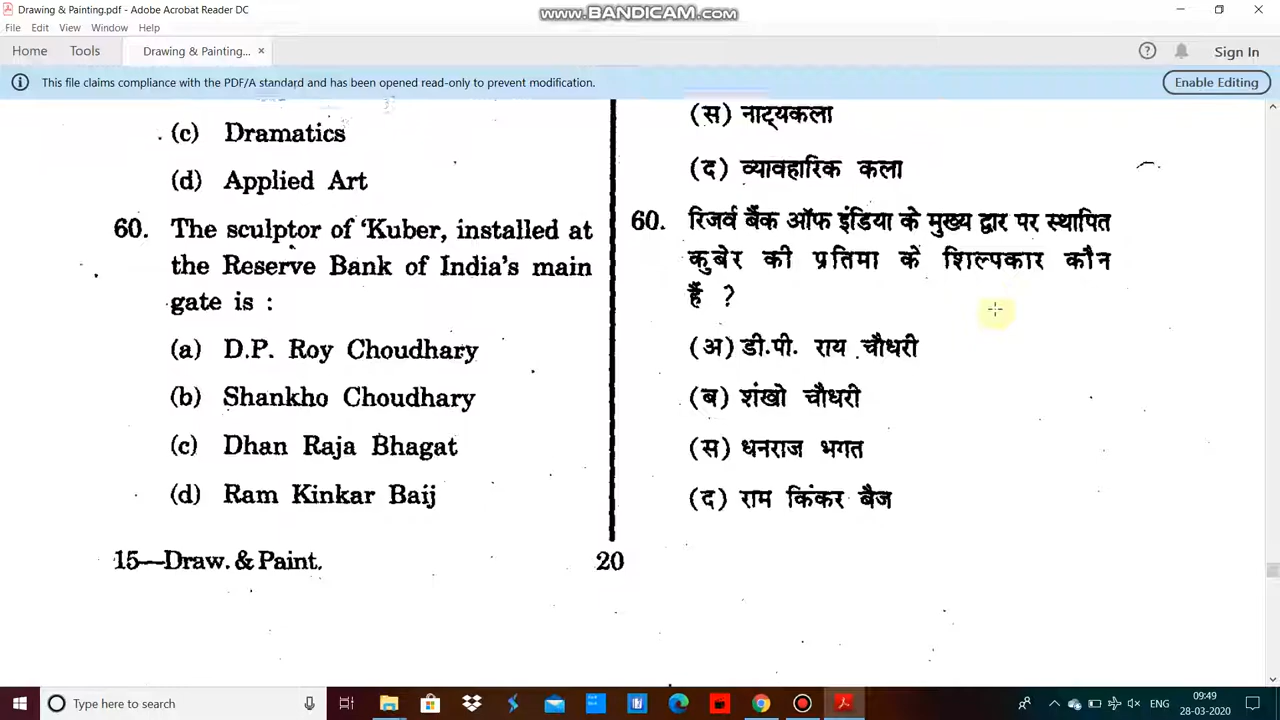 Drawing & Painting.pdf - Adobe Acrobat Reader DC
www.BANDICAM.com
File Edit View Window Help
Home Tools Drawing & Painting... × Sign In
This file claims compliance with the PDF/A standard and has been opened read-only to prevent modification. Enable Editing
(c) Dramatics
(d) Applied Art
60. The sculptor of 'Kuber, installed at
the Reserve Bank of India's main
gate is :
(a) D.P. Roy Choudhary
(b) Shankho Choudhary
(c) Dhan Raja Bhagat
(d) Ram Kinkar Baij
15—Draw. & Paint.
20
(स) नाट्यकला
(द) व्यावहारिक कला
60. रिजर्व बैंक ऑफ इंडिया के मुख्य द्वार पर स्थापित
कुबेर की प्रतिमा के शिल्पकार कौन
हैं ?
(अ) डी.पी. राय चौधरी
(ब) शंखो चौधरी
(स) धनराज भगत
(द) राम किंकर बैज
Type here to search
ENG
09:49
28-03-2020